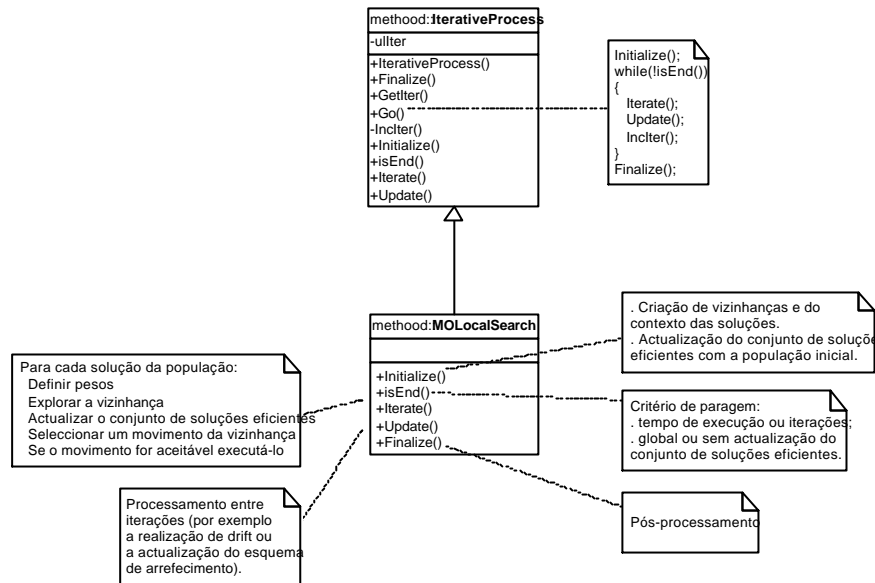 methood::IterativeProcess
-ulIter
+IterativeProcess()
+Finalize()
+GetIter()
+Go()
-IncIter()
+Initialize()
+isEnd()
+Iterate()
+Update()
Initialize();
while(!isEnd())
{
Iterate();
Update();
IncIter();
}
Finalize();
methood::MOLocalSearch
+Initialize()
+isEnd()
+Iterate()
+Update()
+Finalize()
. Criação de vizinhanças e do
contexto das soluções.
. Actualização do conjunto de soluçõe
eficientes com a população inicial.
Para cada solução da população:
Definir pesos
Explorar a vizinhança
Actualizar o conjunto de soluções eficientes
Seleccionar um movimento da vizinhança
Se o movimento for aceitável executá-lo
Critério de paragem:
. tempo de execução ou iterações;
. global ou sem actualização do
conjunto de soluções eficientes.
Processamento entre
iterações (por exemplo
a realização de drift ou
a actualização do esquema
de arrefecimento).
Pós-processamento